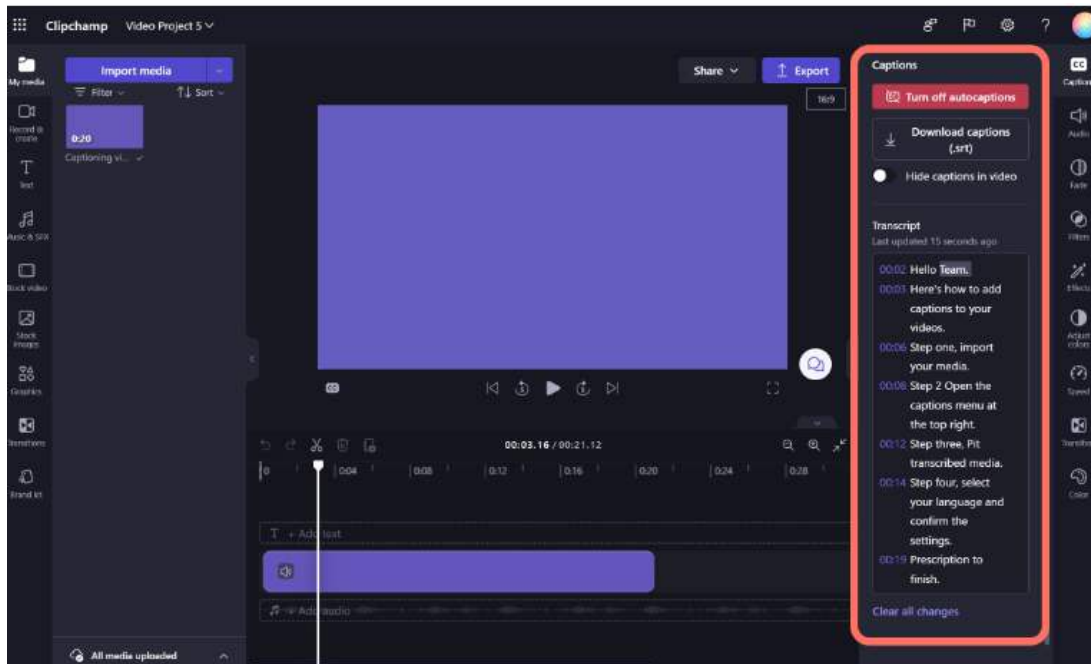 Clipchamp Video Project 5
My media
Import media
Filter
Sort
0:20
Captioning vi...
Record & create
Text
Music & SFX
Stock video
Stock images
Graphics
Transitions
Brand kit
All media uploaded
Share
Export
16:9
00:03.16 / 00:21.12
0
0:04
0:08
0:12
0:16
0:20
0:24
0:28
T + Add text
+ Add audio
Captions
Turn off autocaptions
Download captions
(.srt)
Hide captions in video
Transcript
Last updated 15 seconds ago
00:02 Hello Team.
00:03 Here's how to add
captions to your
videos.
00:06 Step one, import
your media.
00:08 Step 2 Open the
captions menu at
the top right.
00:12 Step three, Pit
transcribed media.
00:14 Step four, select
your language and
confirm the
settings.
00:19 Prescription to
finish.
Clear all changes
CC
Captions
Audio
Fade
Filters
Effects
Adjust
colors
Speed
Transition
Color